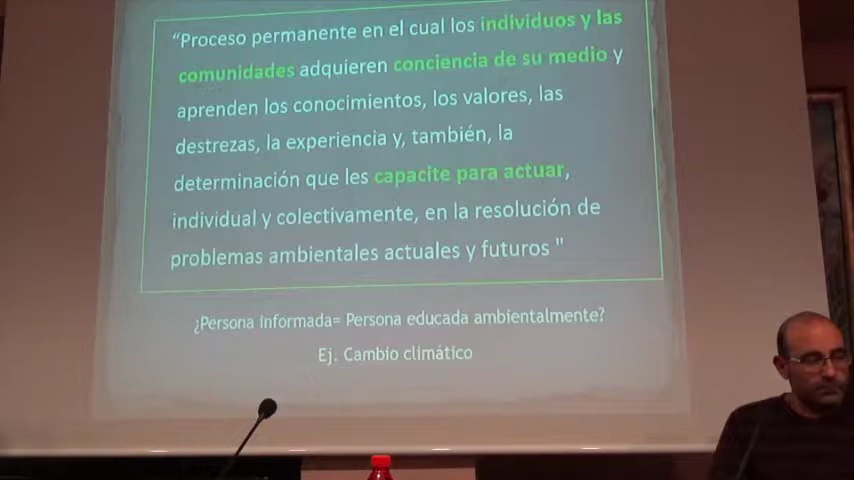 “Proceso permanente en el cual los individuos y las
comunidades adquieren conciencia de su medio y
aprenden los conocimientos, los valores, las
destrezas, la experiencia y, también, la
determinación que les capacite para actuar,
individual y colectivamente, en la resolución de
problemas ambientales actuales y futuros "
¿Persona informada= Persona educada ambientalmente?
Ej. Cambio climático